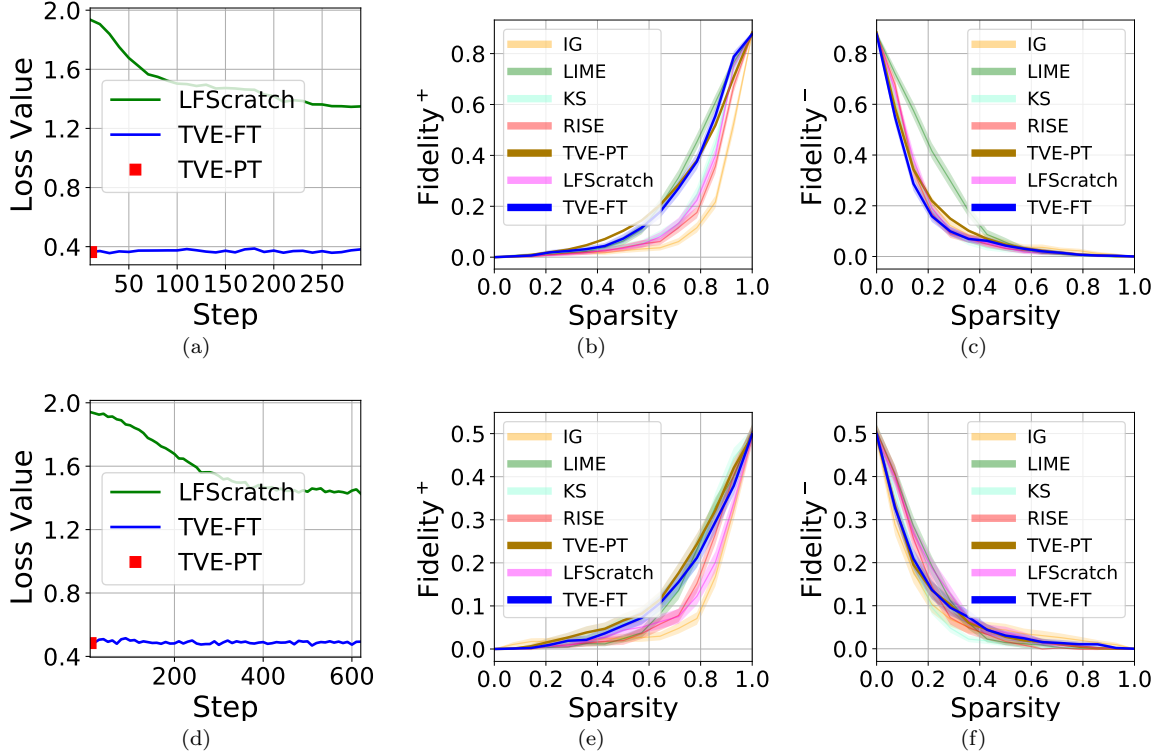 2.0
1.6
1.2
0.8
0.4
Loss Value
LFScratch
TVE-FT
TVE-PT
50 100 150 200 250
Step
(a)
0.8
0.6
0.4
0.2
0.0
Fidelity+
IG
LIME
KS
RISE
TVE-PT
LFScratch
TVE-FT
0.0 0.2 0.4 0.6 0.8 1.0
Sparsity
(b)
0.8
0.6
0.4
0.2
0.0
Fidelity−
IG
LIME
KS
RISE
TVE-PT
LFScratch
TVE-FT
0.0 0.2 0.4 0.6 0.8 1.0
Sparsity
(c)
2.0
1.6
1.2
0.8
0.4
Loss Value
LFScratch
TVE-FT
TVE-PT
200 400 600
Step
(d)
0.5
0.4
0.3
0.2
0.1
0.0
Fidelity+
IG
LIME
KS
RISE
TVE-PT
LFScratch
TVE-FT
0.0 0.2 0.4 0.6 0.8 1.0
Sparsity
(e)
0.5
0.4
0.3
0.2
0.1
0.0
Fidelity−
IG
LIME
KS
RISE
TVE-PT
LFScratch
TVE-FT
0.0 0.2 0.4 0.6 0.8 1.0
Sparsity
(f)